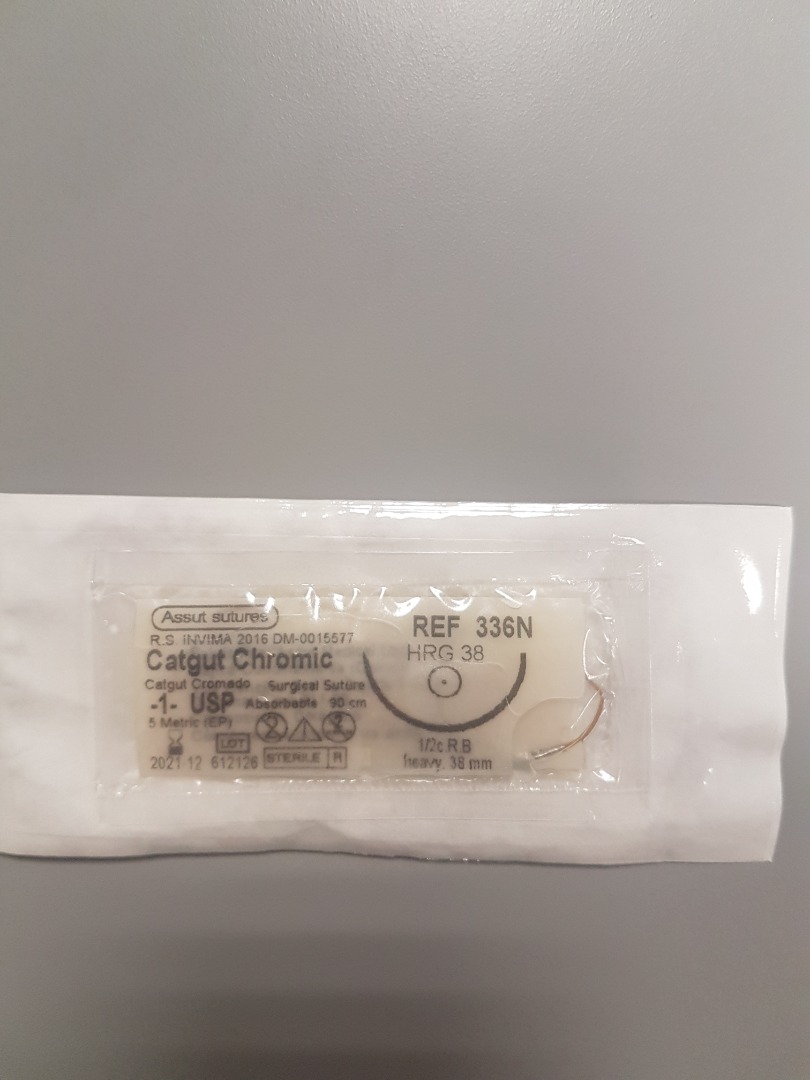 Assut sutures
R.S. INVIMA 2016 DM-0015577
Catgut Chromic
Catgut Cromado Surgical Suture
-1- USP Absorbable 90 cm
5 Metric (EP)
LOT
STERILE R
2021 12 612126
REF 336N
HRG 38
1/2c R B
heavy, 38 mm